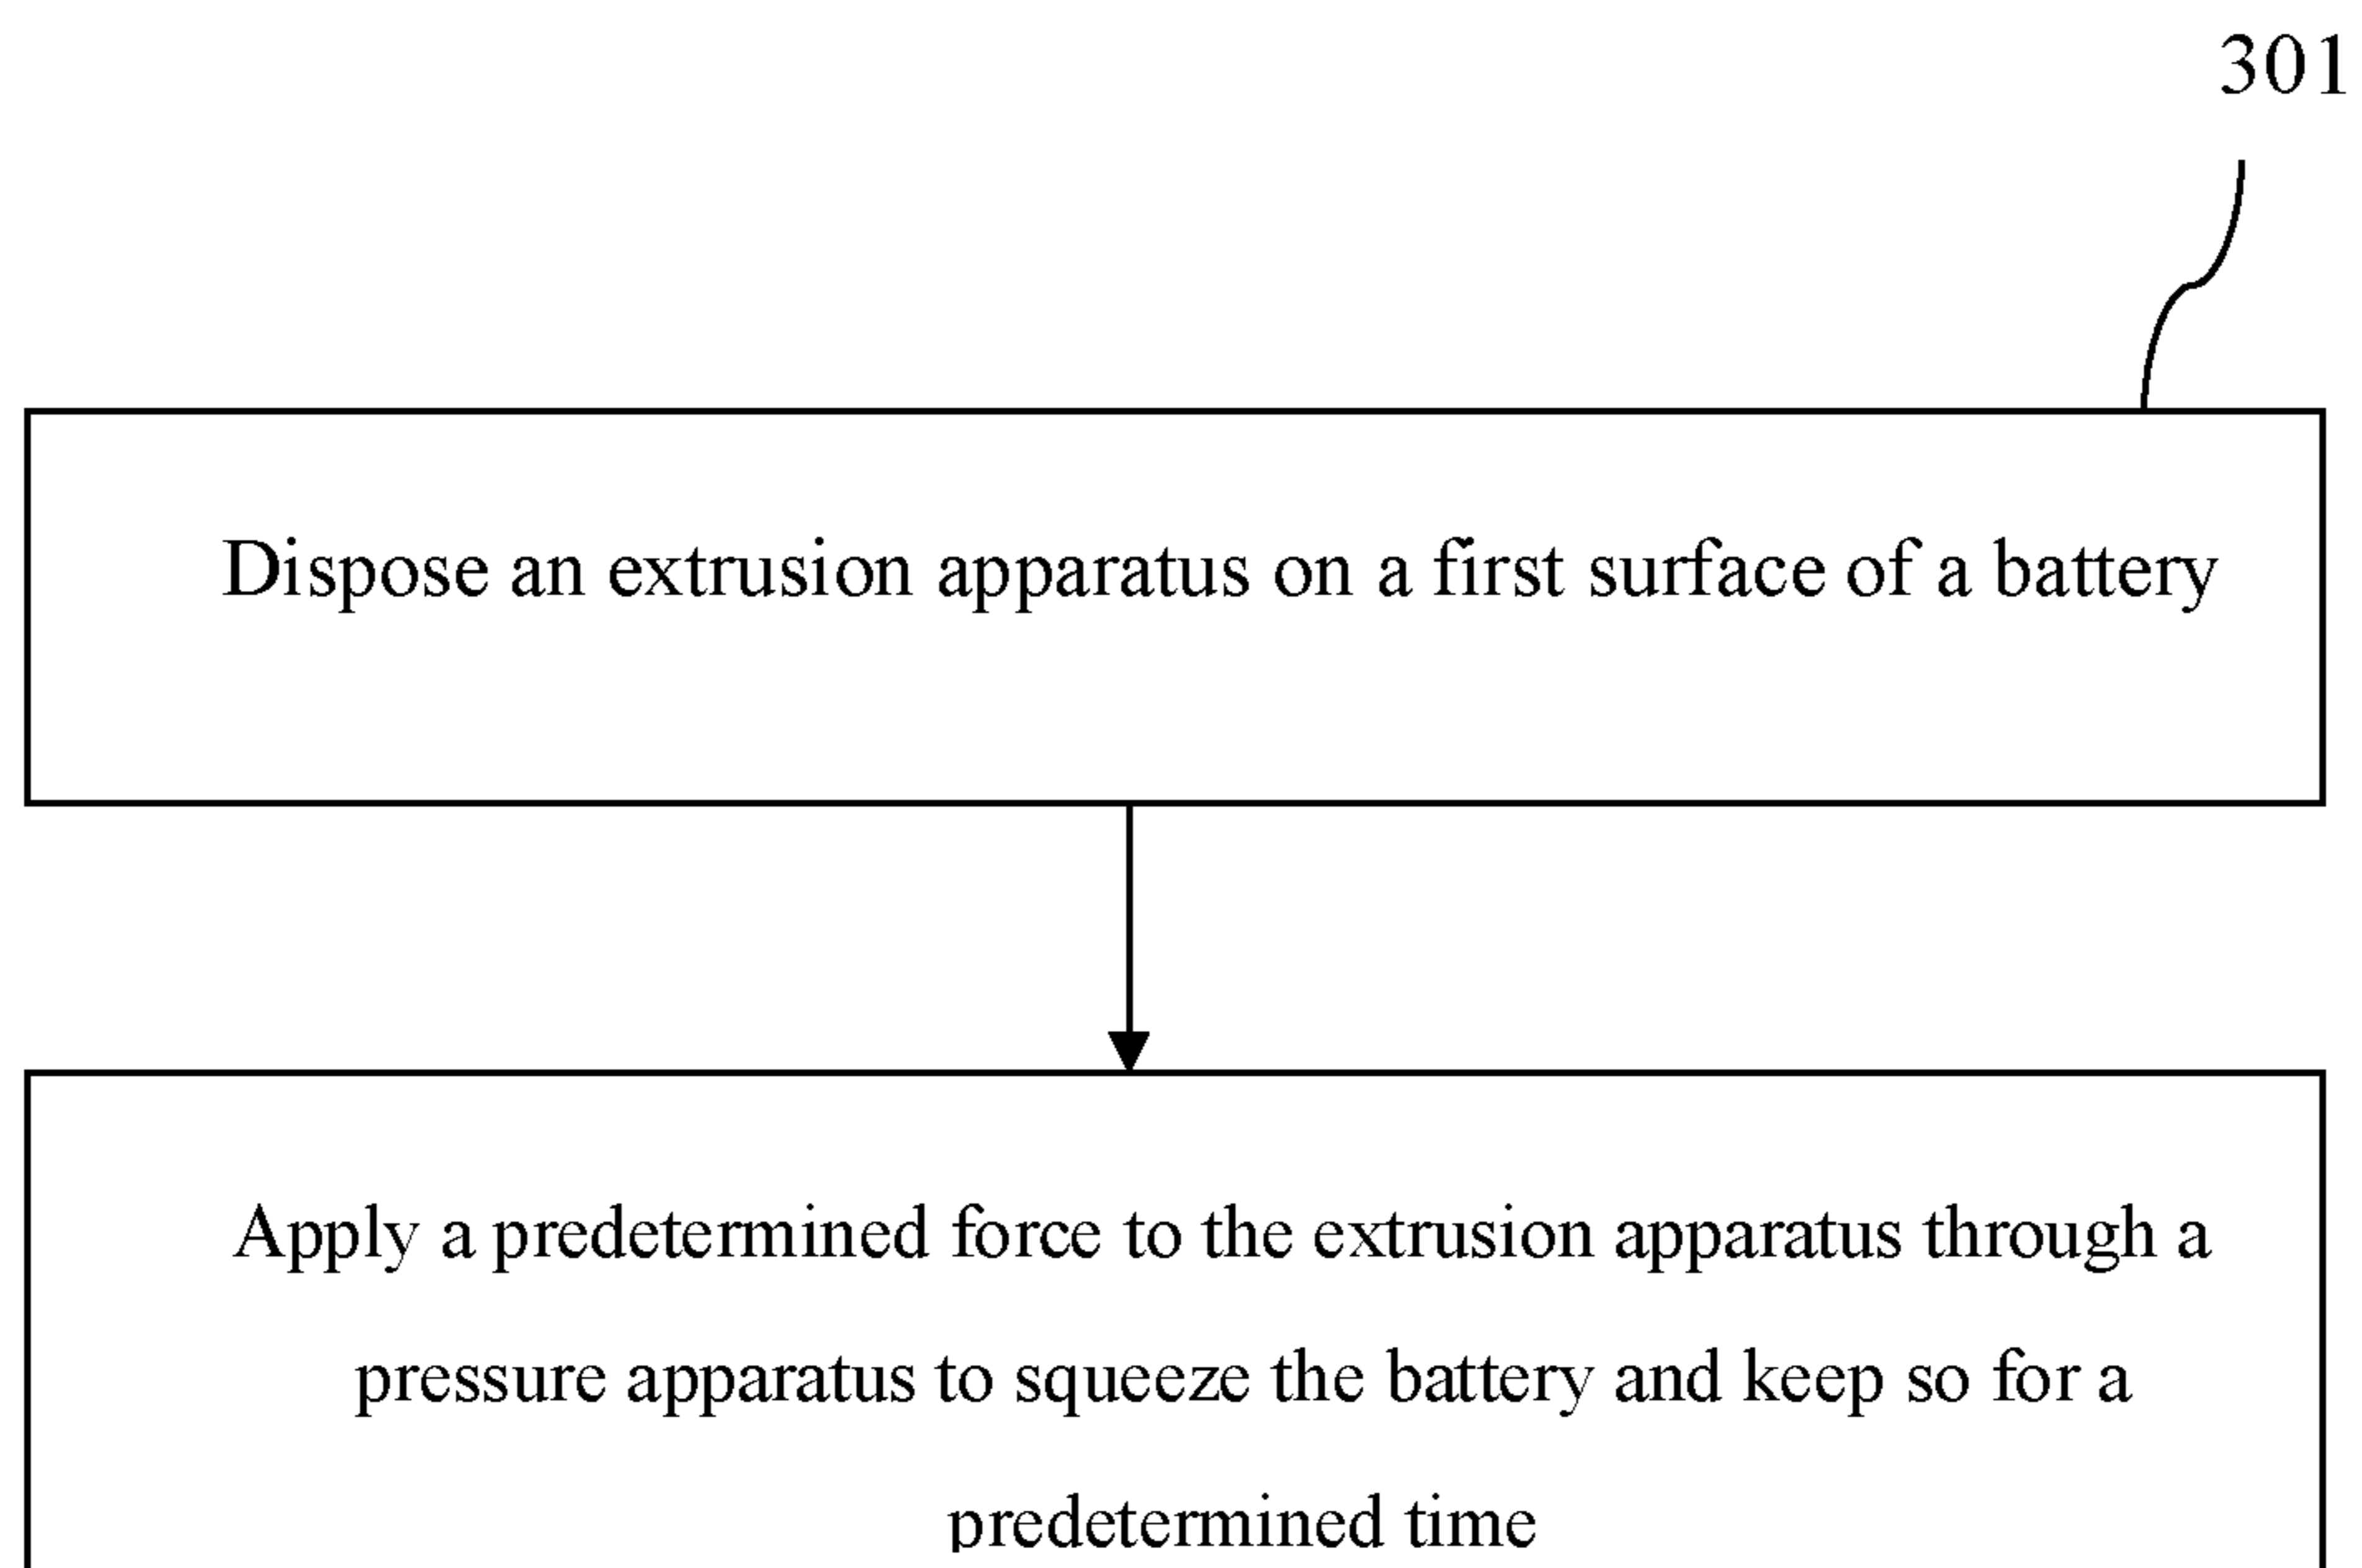 301
Dispose an extrusion apparatus on a first surface of a battery
Apply a predetermined force to the extrusion apparatus through a
pressure apparatus to squeeze the battery and keep so for a
predetermined time